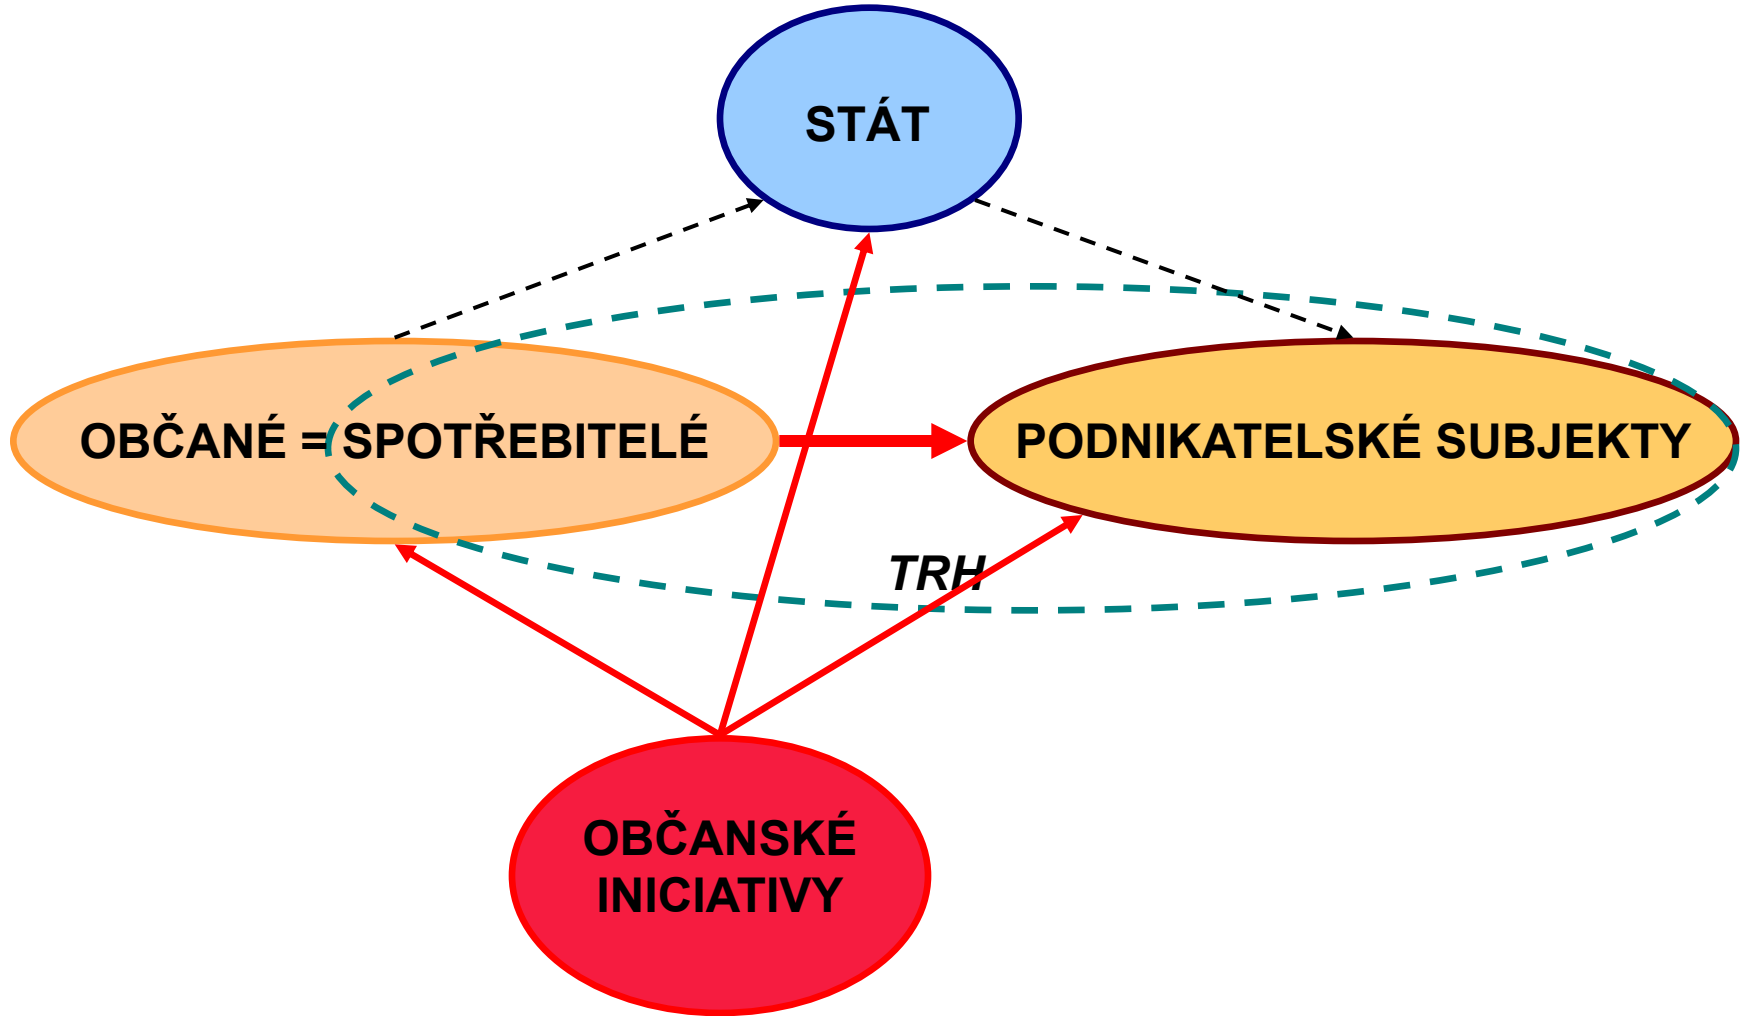 STÁT
OBČANÉ = SPOTŘEBITELÉ
PODNIKATELSKÉ SUBJEKTY
TRH
OBČANSKÉ
INICIATIVY